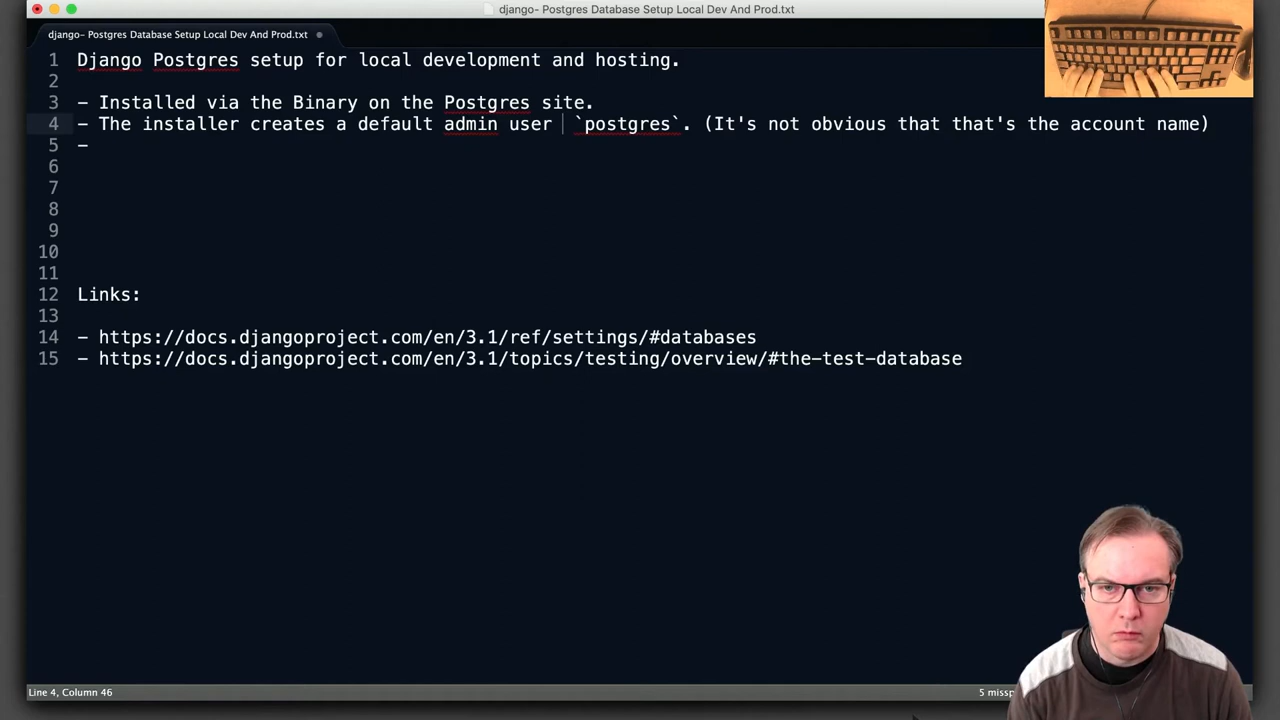 django- Postgres Database Setup Local Dev And Prod.txt
django- Postgres Database Setup Local Dev And Prod.txt
1 Django Postgres setup for local development and hosting.
2
3 - Installed via the Binary on the Postgres site.
4 - The installer creates a default admin user `postgres`. (It's not obvious that that's the account name)
5 -
6
7
8
9
10
11
12 Links:
13
14 - https://docs.djangoproject.com/en/3.1/ref/settings/#databases
15 - https://docs.djangoproject.com/en/3.1/topics/testing/overview/#the-test-database
Line 4, Column 46
5 missp